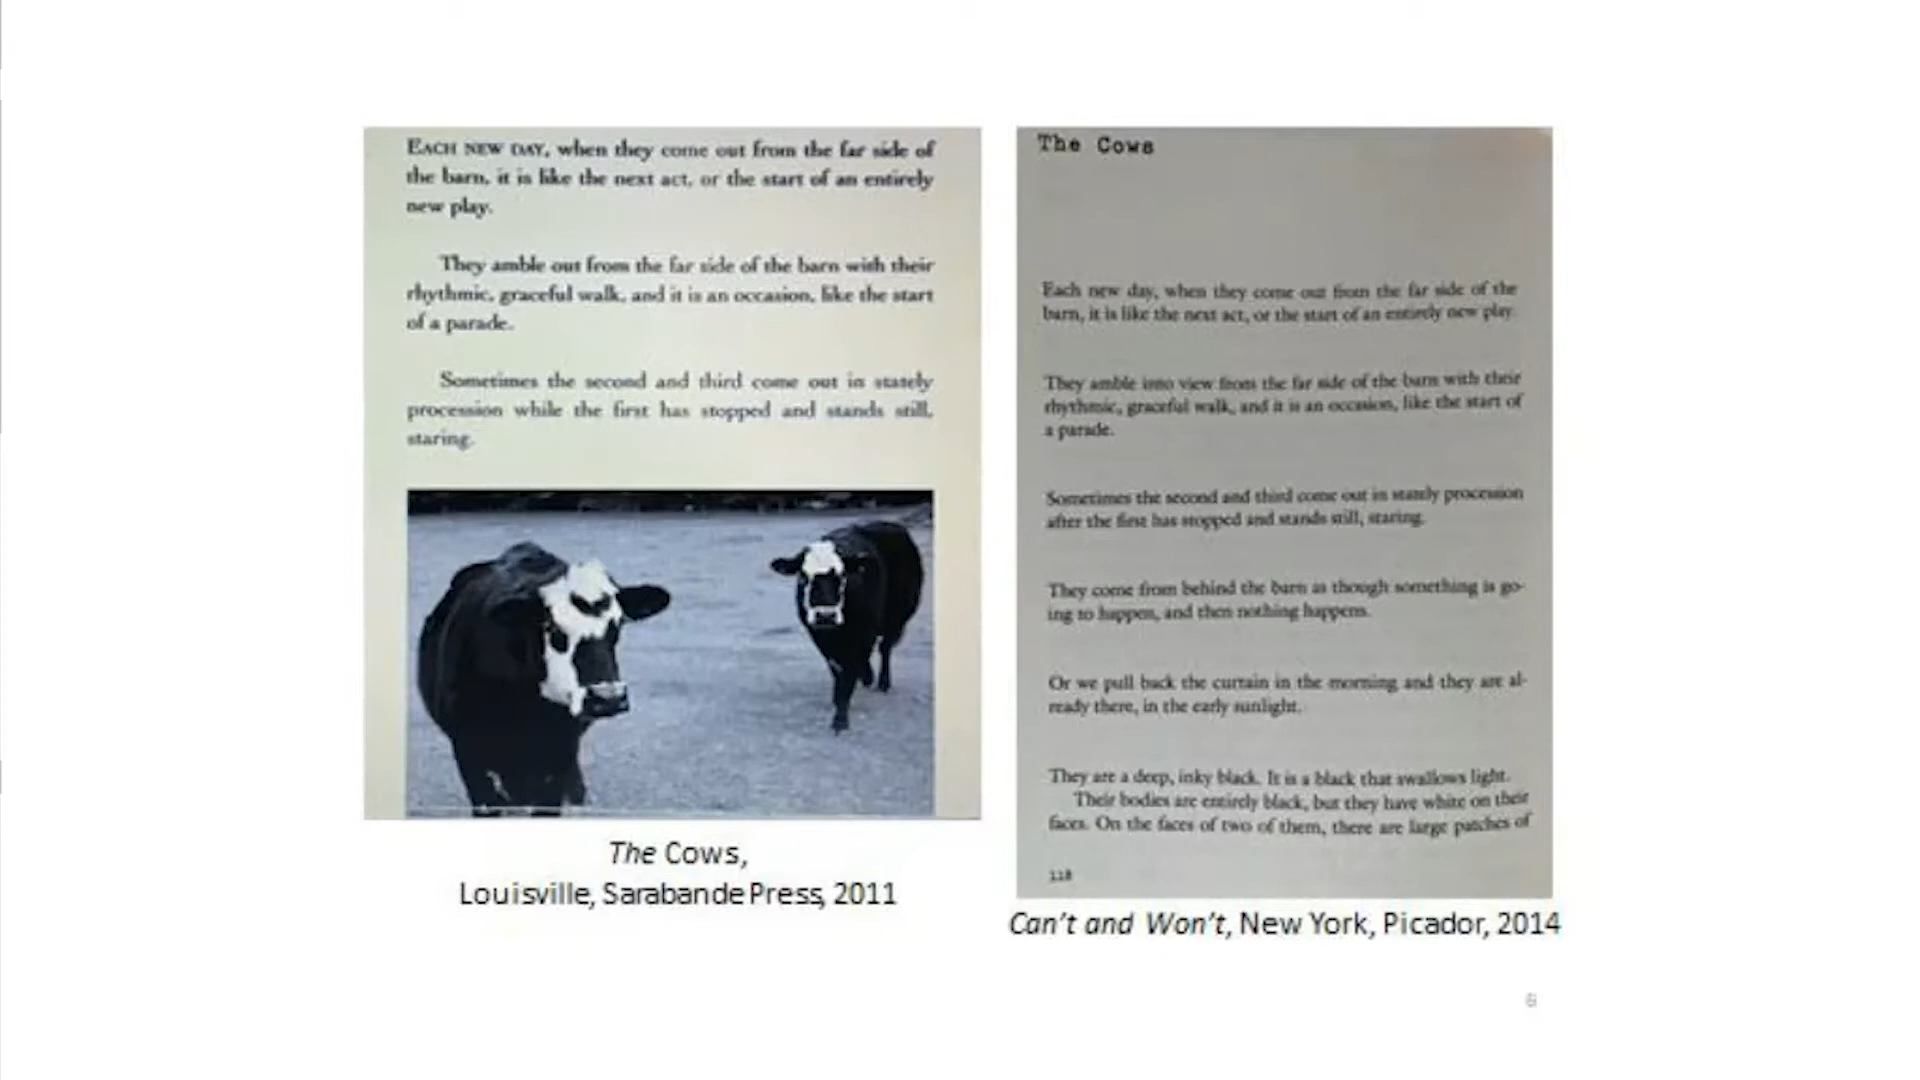 EACH NEW DAY, when they come out from the far side of
the barn, it is like the next act, or the start of an entirely
new play.
They amble out from the far side of the barn with their
rhythmic, graceful walk, and it is an occasion, like the start
of a parade.
Sometimes the second and third come out in stately
procession while the first has stopped and stands still,
staring.
The Cows,
Louisville, Sarabande Press, 2011
The Cows
Each new day, when they come out from the far side of the
barn, it is like the next act, or the start of an entirely new play.
They amble into view from the far side of the barn with their
rhythmic, graceful walk, and it is an occasion, like the start of
a parade.
Sometimes the second and third come out in stately procession
after the first has stopped and stands still, staring.
They come from behind the barn as though something is go-
ing to happen, and then nothing happens.
Or we pull back the curtain in the morning and they are al-
ready there, in the early sunlight.
They are a deep, inky black. It is a black that swallows light.
Their bodies are entirely black, but they have white on their
faces. On the faces of two of them, there are large patches of
118
Can't and Won't, New York, Picador, 2014
6